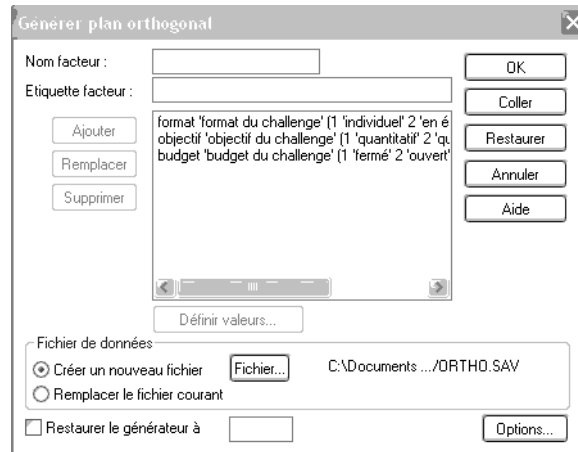 Générer plan orthogonal
Nom facteur :
Etiquette facteur :
OK
Coller
Restaurer
Annuler
Aide
Ajouter
Remplacer
Supprimer
format 'format du challenge' (1 'individuel' 2 'en é
objectif 'objectif du challenge' (1 'quantitatif' 2 'qu
budget 'budget du challenge' (1 'fermé' 2 'ouvert'
Définir valeurs...
Fichier de données
Créer un nouveau fichier
Fichier...
C:\Documents .../ORTHO.SAV
Remplacer le fichier courant
Restaurer le générateur à
Options...